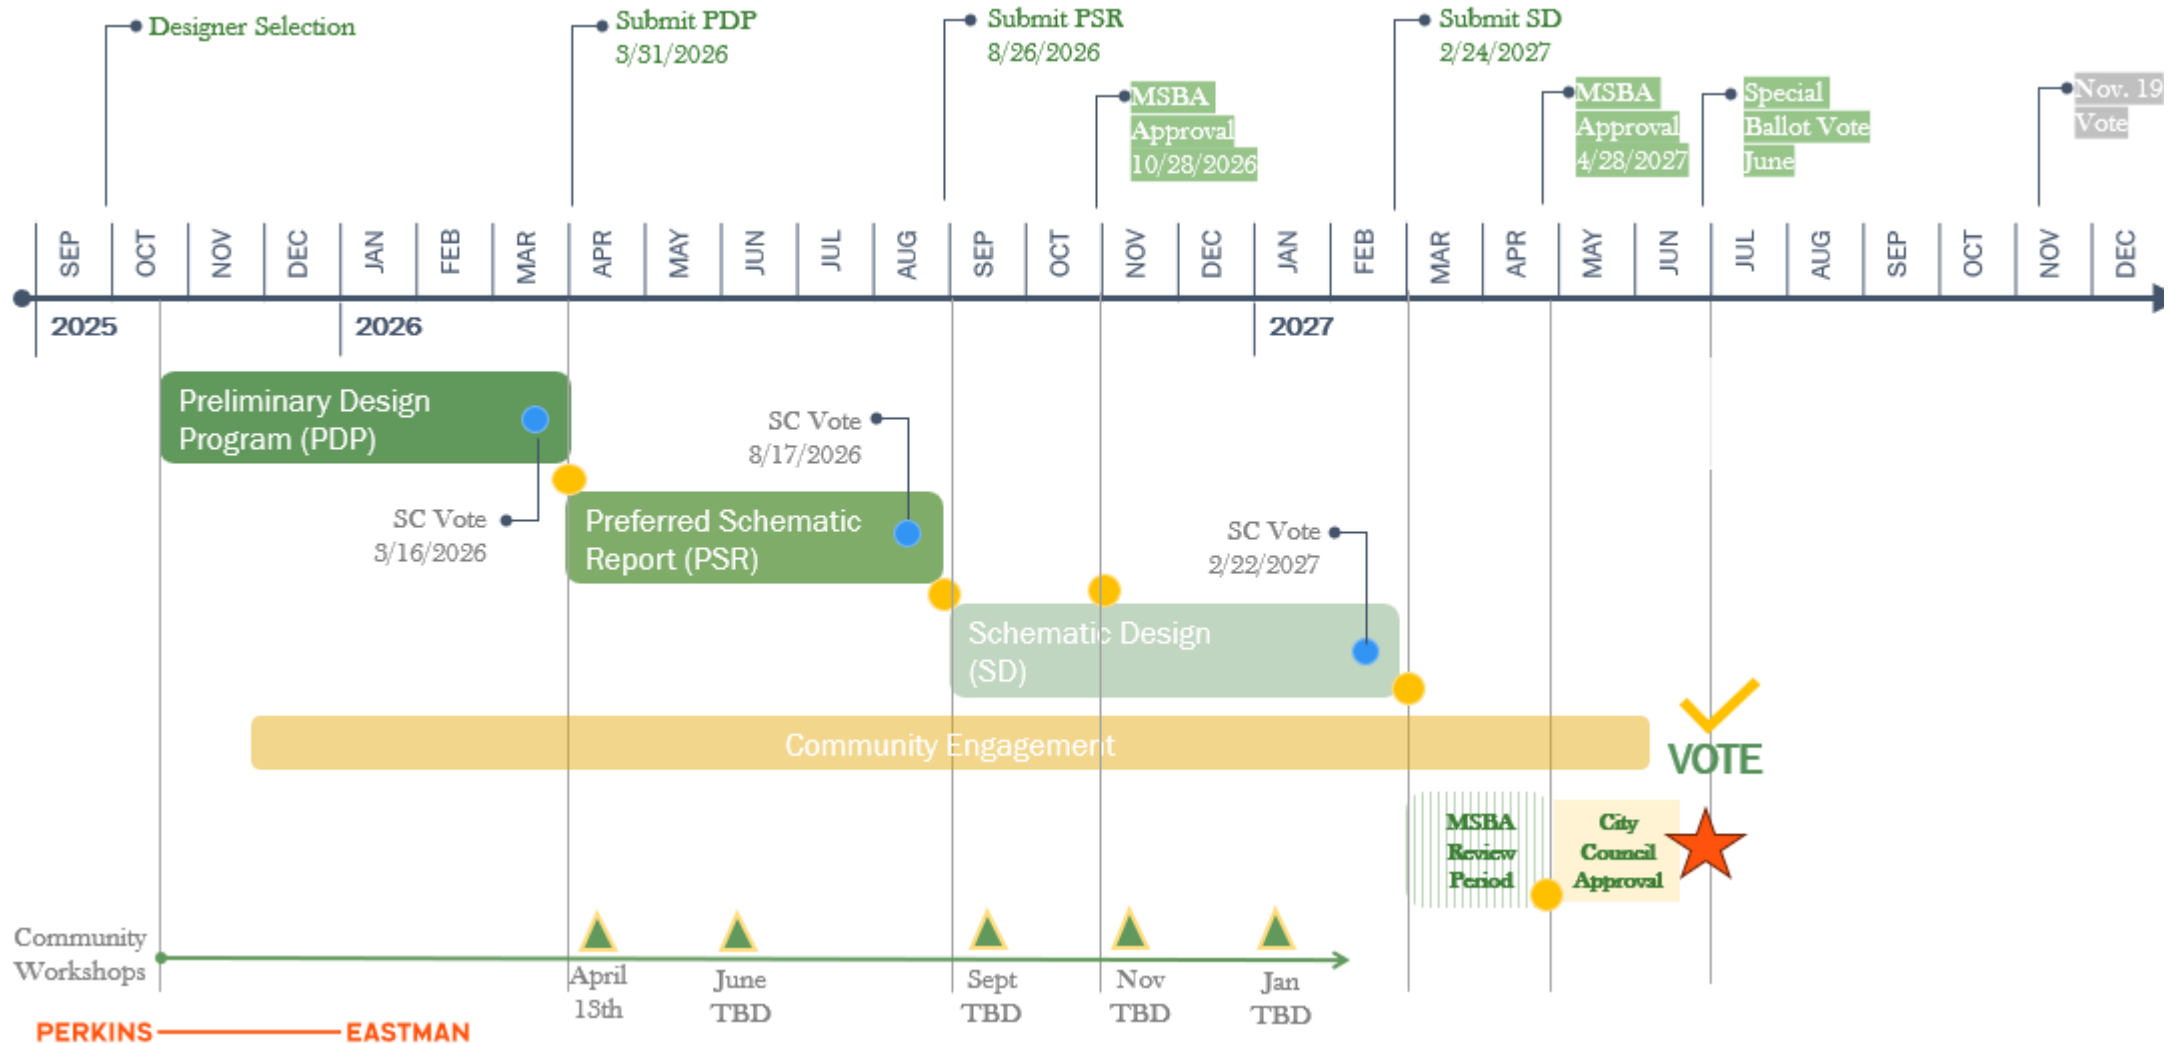 Designer Selection
Submit PDP
3/31/2026
Submit PSR
8/26/2026
MSBA
Approval
10/28/2026
Submit SD
2/24/2027
MSBA
Approval
4/28/2027
Special
Ballot Vote
June
Nov. 19
Vote
SEP
OCT
NOV
DEC
JAN
FEB
MAR
APR
MAY
JUN
JUL
AUG
SEP
OCT
NOV
DEC
JAN
FEB
MAR
APR
MAY
JUN
JUL
AUG
SEP
OCT
NOV
DEC
2025
2026
2027
Preliminary Design
Program (PDP)
SC Vote
3/16/2026
SC Vote
8/17/2026
Preferred Schematic
Report (PSR)
SC Vote
2/22/2027
Schematic Design
(SD)
Community Engagement
VOTE
MSBA
Review
Period
City
Council
Approval
Community
Workshops
April
13th
June
TBD
Sept
TBD
Nov
TBD
Jan
TBD
PERKINS EASTMAN